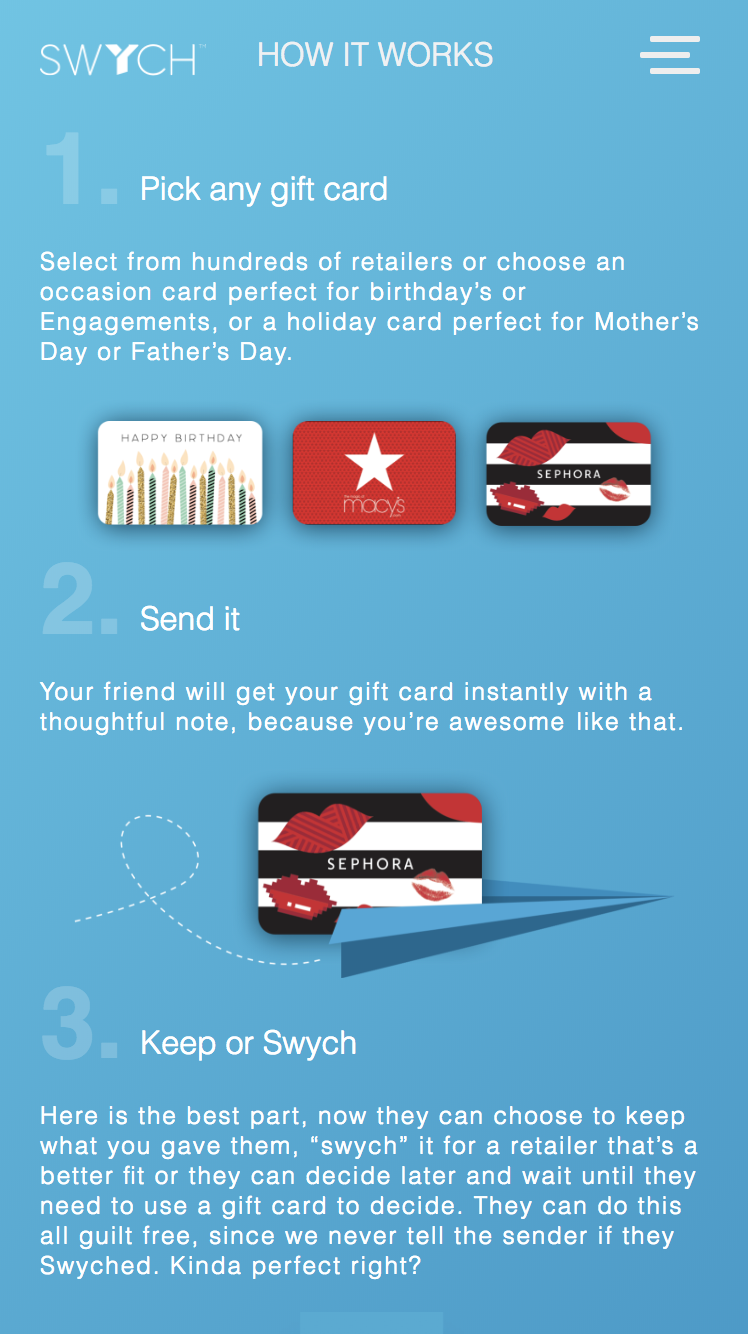 SWYCH™ HOW IT WORKS
1. Pick any gift card
Select from hundreds of retailers or choose an
occasion card perfect for birthday’s or
Engagements, or a holiday card perfect for Mother’s
Day or Father’s Day.
HAPPY BIRTHDAY
macy's
SEPHORA
2. Send it
Your friend will get your gift card instantly with a
thoughtful note, because you’re awesome like that.
SEPHORA
3. Keep or Swych
Here is the best part, now they can choose to keep
what you gave them, “swych” it for a retailer that’s a
better fit or they can decide later and wait until they
need to use a gift card to decide. They can do this
all guilt free, since we never tell the sender if they
Swyched. Kinda perfect right?